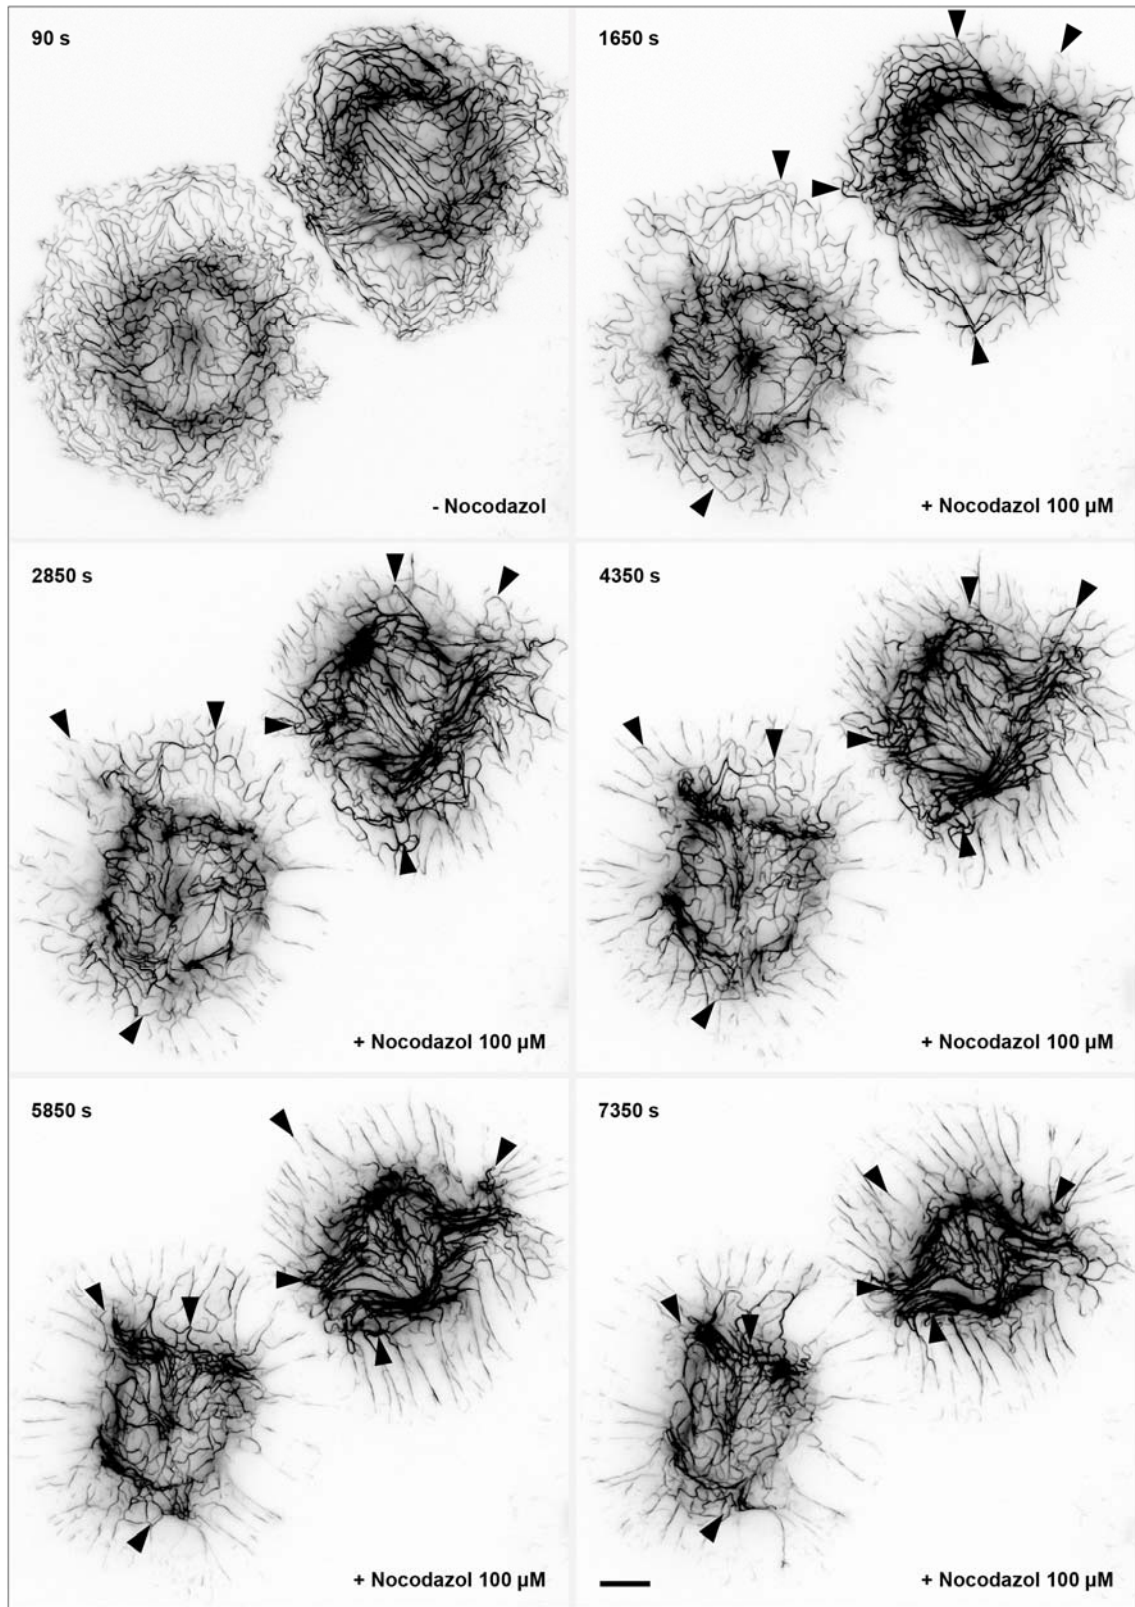 90 s
- Nocodazol
1650 s
+ Nocodazol 100 µM
2850 s
+ Nocodazol 100 µM
4350 s
+ Nocodazol 100 µM
5850 s
+ Nocodazol 100 µM
7350 s
+ Nocodazol 100 µM